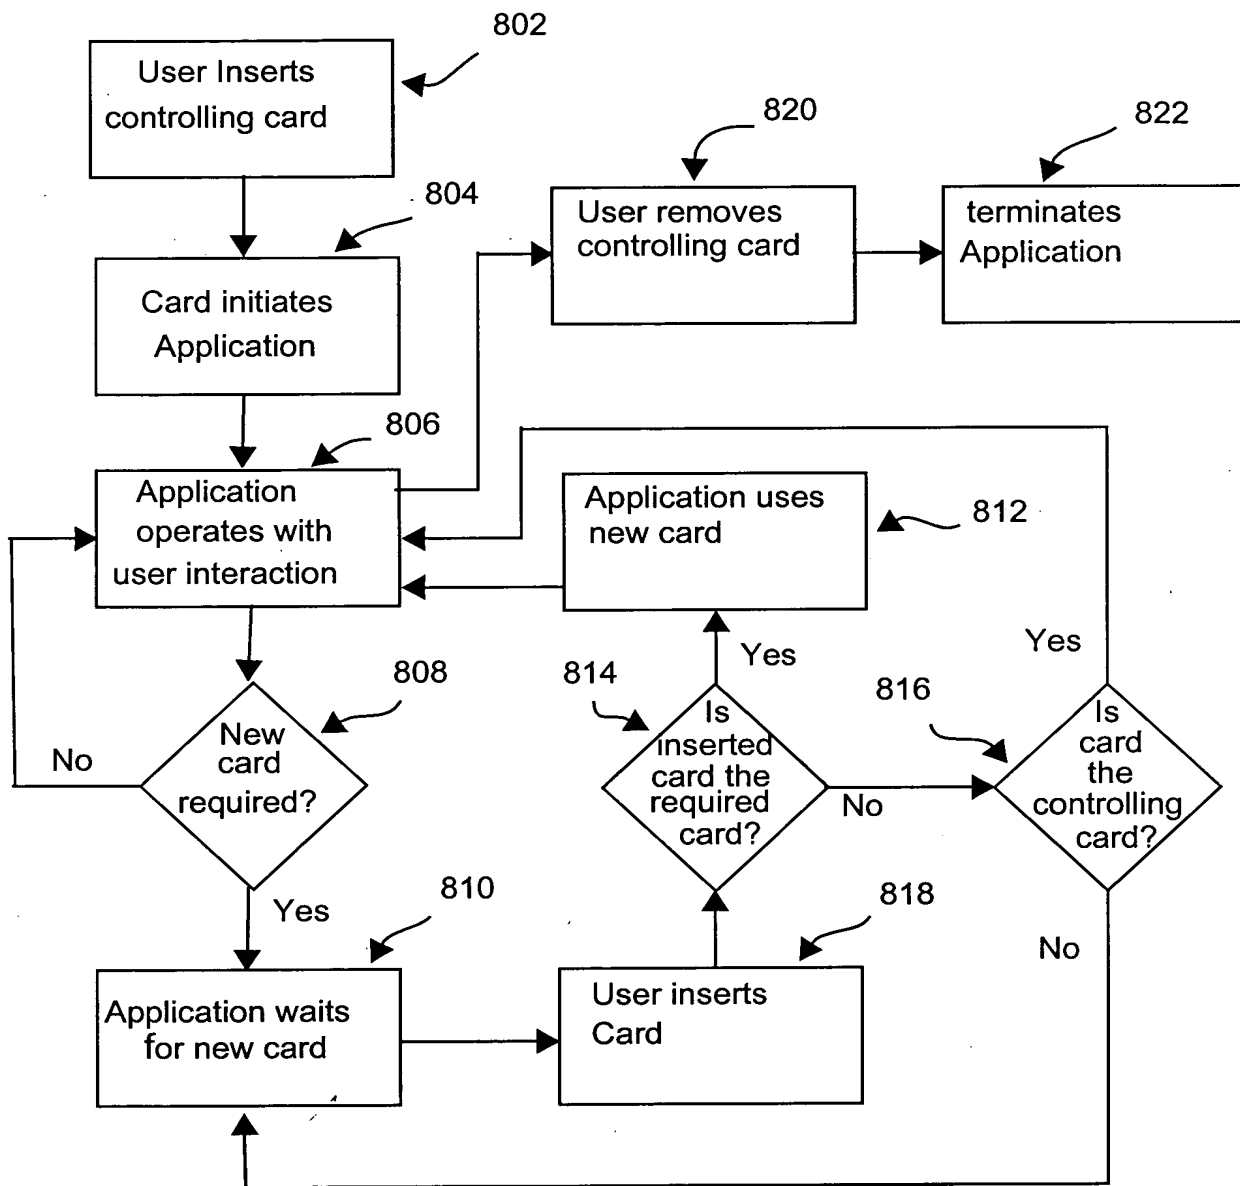 802
User Inserts
controlling card
804
Card initiates
Application
820
User removes
controlling card
822
terminates
Application
806
Application
operates with
user interaction
Application uses
new card
812
808
New
card
required?
No
Yes
810
Application waits
for new card
818
User inserts
Card
814
Is
inserted
card the
required
card?
Yes
No
816
Is
card
the
controlling
card?
Yes
No